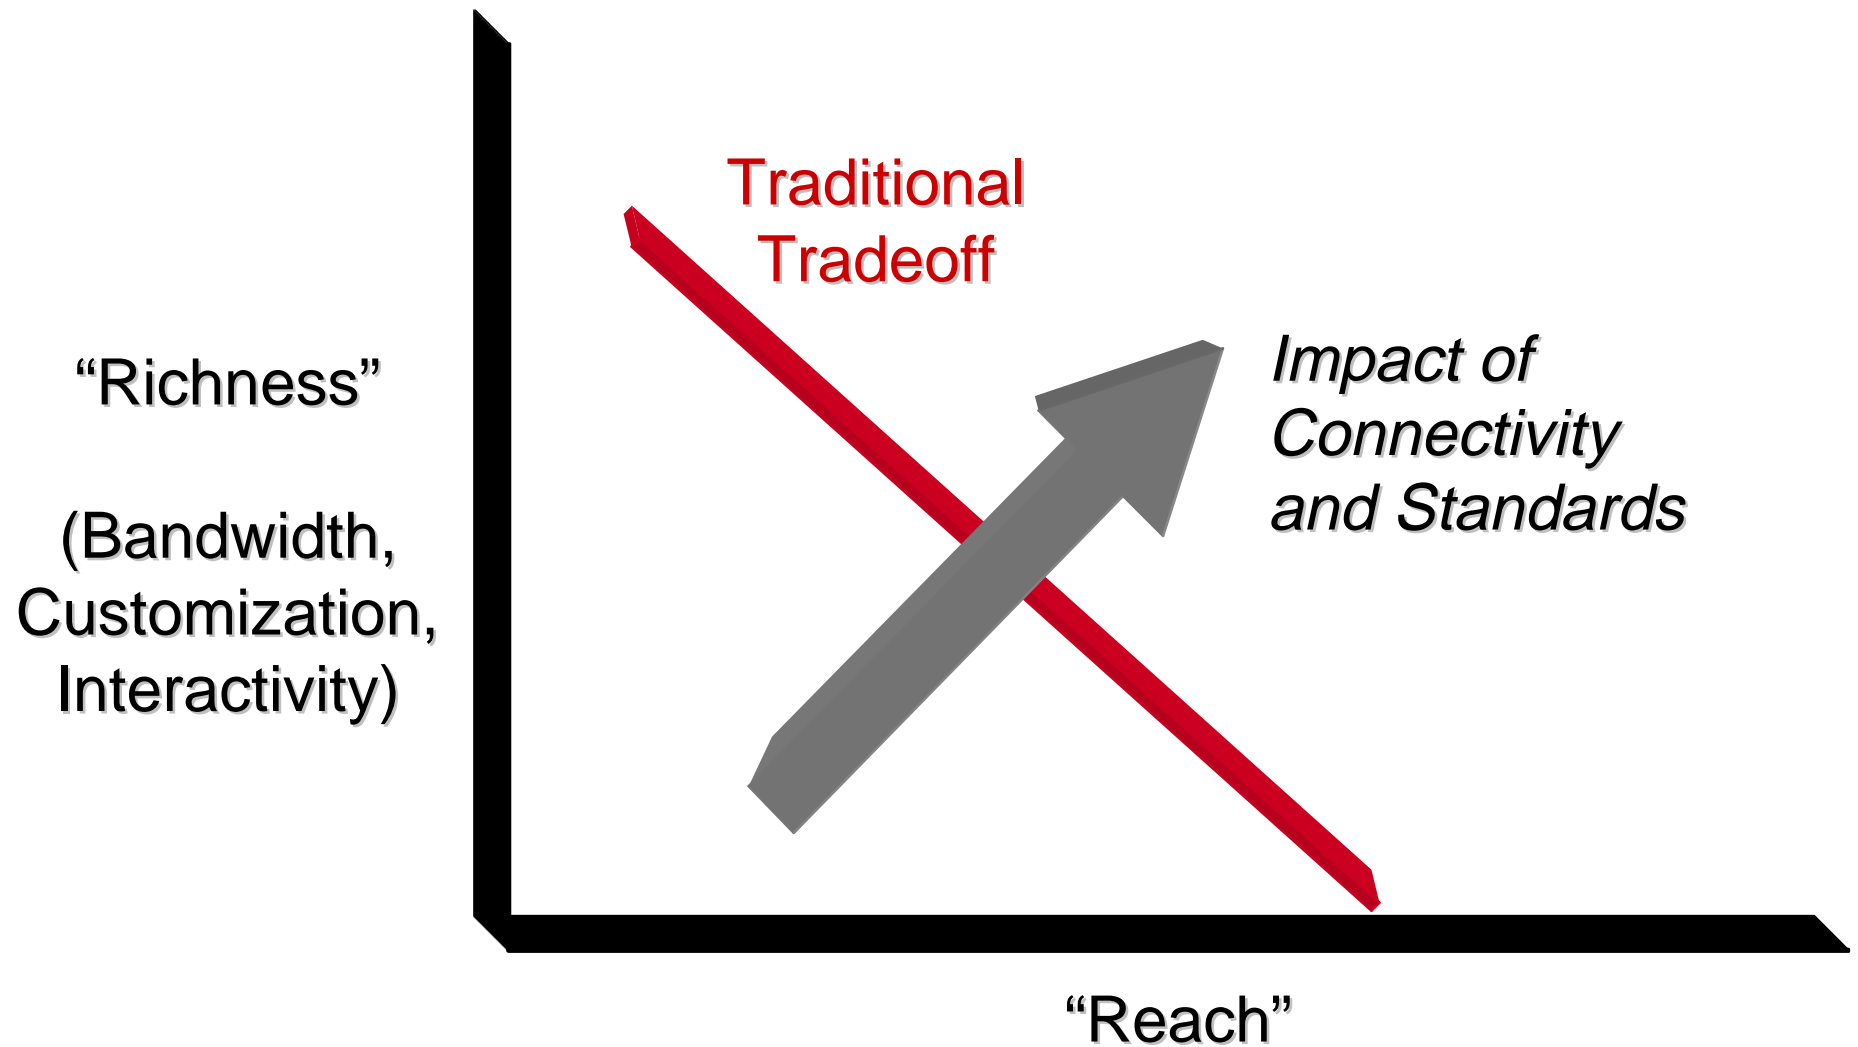 Traditional
Tradeoff
“Richness”
(Bandwidth,
Customization,
Interactivity)
Impact of
Connectivity
and Standards
“Reach”